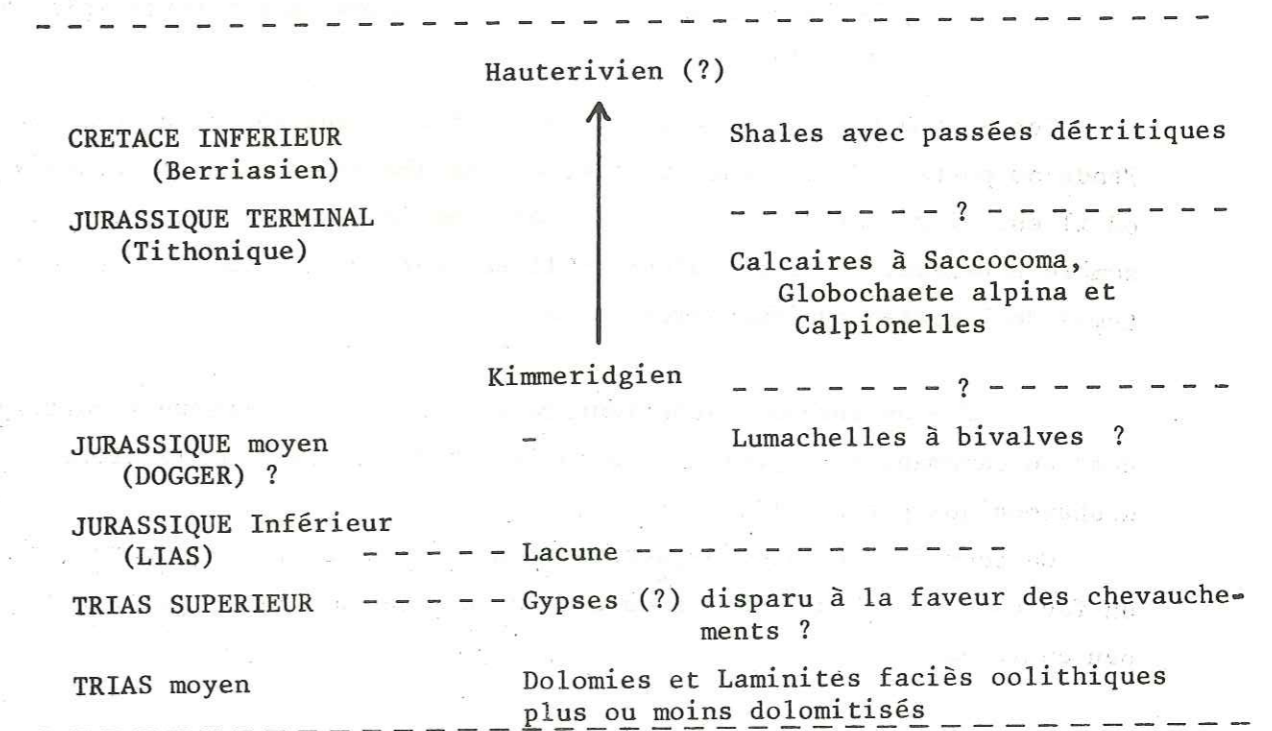 Hauterivien (?)
CRETACE INFERIEUR
(Berriasien)
Shales avec passées détritiques
JURASSIQUE TERMINAL
(Tithonique)
- - - - - - - ? - - - - - - - -
Calcaires à Saccocoma,
Globochaete alpina et
Calpionelles
Kimmeridgien
- - - - - - - ? - - - - - - - -
JURASSIQUE moyen
(DOGGER) ?
-
Lumachelles à bivalves ?
JURASSIQUE Inférieur
(LIAS) - - - - - Lacune - - - - - - - - - - - - -
TRIAS SUPERIEUR - - - - - Gypses (?) disparu à la faveur des chevauche-
ments ?
TRIAS moyen Dolomies et Laminites faciès oolithiques
plus ou moins dolomitisés